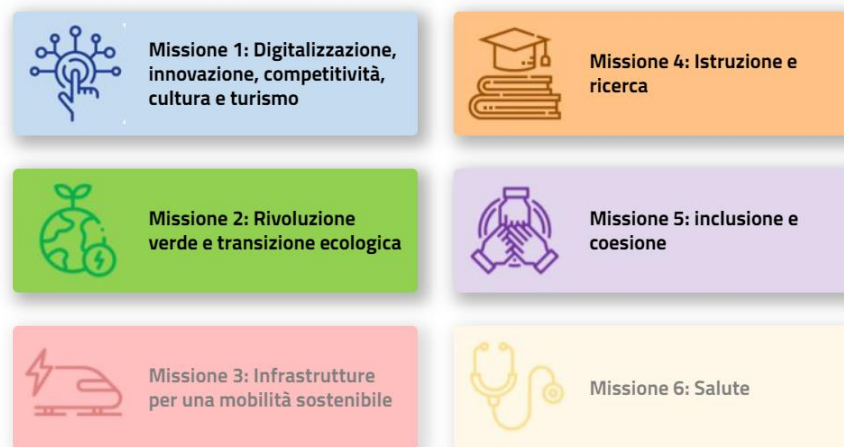 Missione 1: Digitalizzazione,
innovazione, competitività,
cultura e turismo
Missione 4: Istruzione e
ricerca
Missione 2: Rivoluzione
verde e transizione ecologica
Missione 5: inclusione e
coesione
Missione 3: Infrastrutture
per una mobilità sostenibile
Missione 6: Salute